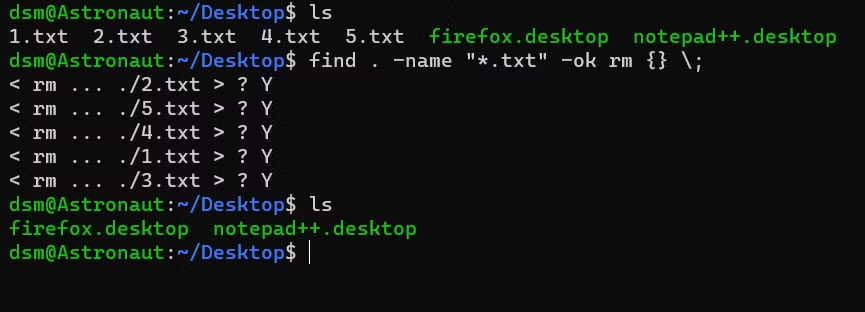 dsm@Astronaut:~/Desktop$ ls
1.txt  2.txt  3.txt  4.txt  5.txt  firefox.desktop  notepad++.desktop
dsm@Astronaut:~/Desktop$ find . -name "*.txt" -ok rm {} \;
< rm ... ./2.txt > ? Y
< rm ... ./5.txt > ? Y
< rm ... ./4.txt > ? Y
< rm ... ./1.txt > ? Y
< rm ... ./3.txt > ? Y
dsm@Astronaut:~/Desktop$ ls
firefox.desktop  notepad++.desktop
dsm@Astronaut:~/Desktop$